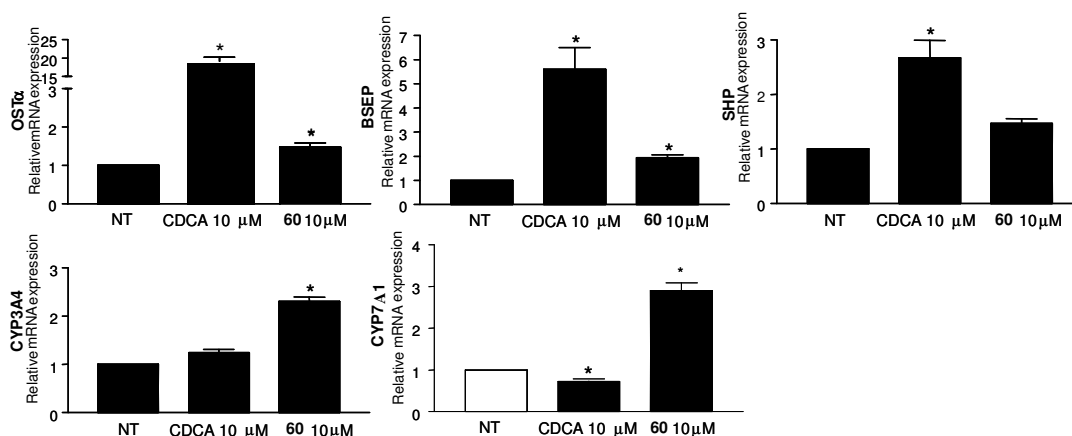 OSTα
Relative mRNA expression
25
20
15
2
1
0
*
*
NT
CDCA 10 μM
60 10μM
BSEP
Relative mRNA expression
7
6
5
4
3
2
1
0
*
*
NT
CDCA 10 μM
60 10μM
SHP
Relative mRNA expression
3
2
1
0
*
NT
CDCA 10 μM
60 10μM
CYP3A4
Relative mRNA expression
3
2
1
0
*
NT
CDCA 10 μM
60 10μM
CYP7A1
Relative mRNA expression
4
3
2
1
0
*
*
NT
CDCA 10 μM
60 10μM